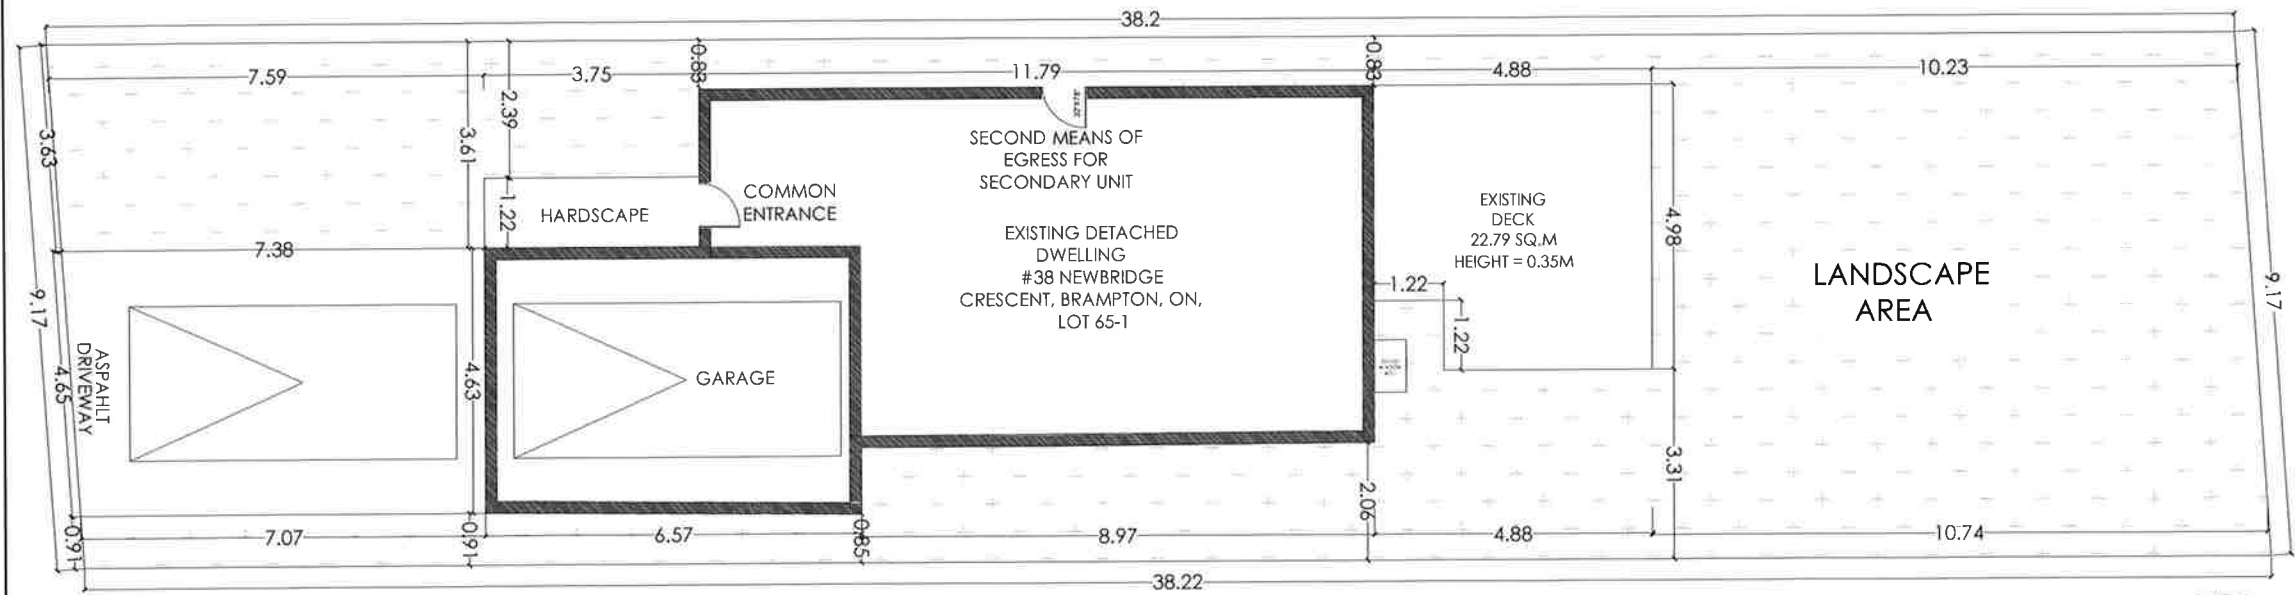 38.2
7.59
3.75
0.83
11.79
0.83
4.88
10.23
3.63
3.61
2.39
1.22
HARDSCAPE
COMMON
ENTRANCE
SECOND MEANS OF
EGRESS FOR
SECONDARY UNIT
EXISTING DETACHED
DWELLING
#38 NEWBRIDGE
CRESCENT, BRAMPTON, ON,
LOT 65-1
EXISTING
DECK
22.79 SQ.M
HEIGHT = 0.35M
4.98
1.22
1.22
LANDSCAPE
AREA
9.17
9.17
7.38
4.65
ASPAHLT
DRIVEWAY
4.63
GARAGE
3.31
2.06
0.91
7.07
0.91
6.57
0.85
8.97
4.88
10.74
38.22